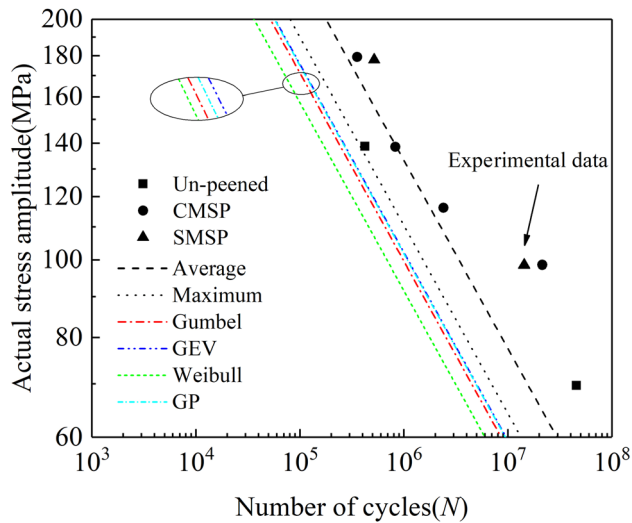 200
180
160
140
120
100
80
60
Actual stress amplitude(MPa)
Experimental data
Un-peened
CMSP
SMSP
Average
Maximum
Gumbel
GEV
Weibull
GP
10³ 10⁴ 10⁵ 10⁶ 10⁷ 10⁸
Number of cycles(N)